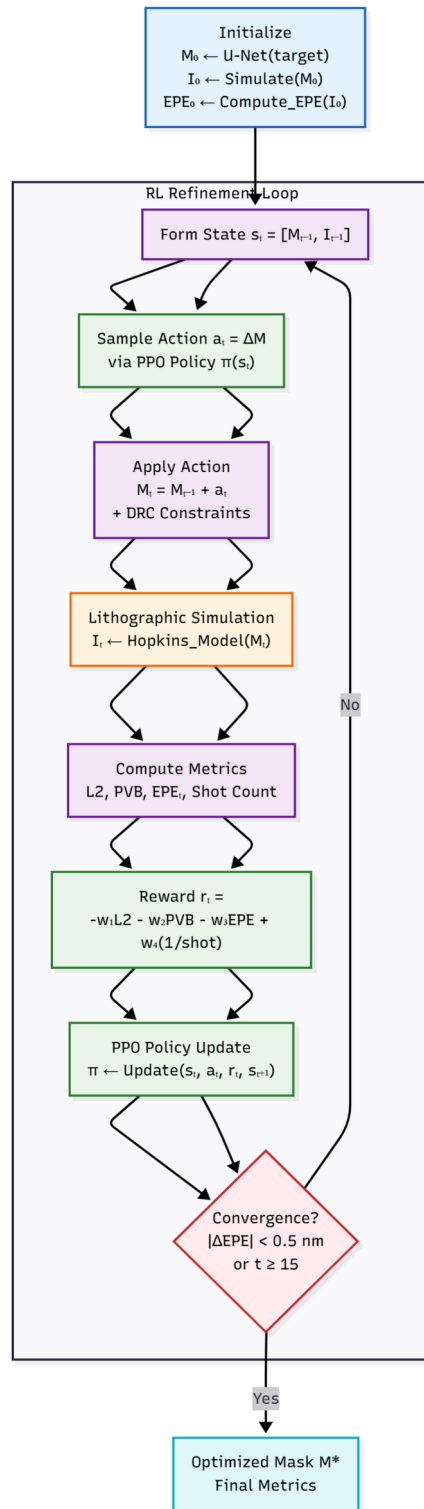 Initialize
M₀ ← U-Net(target)
I₀ ← Simulate(M₀)
EPE₀ ← Compute_EPE(I₀)
RL Refinement Loop
Form State sₜ = [Mₜ₋₁, Iₜ₋₁]
Sample Action aₜ = ΔM
via PPO Policy π(sₜ)
Apply Action
Mₜ = Mₜ₋₁ + aₜ
+ DRC Constraints
Lithographic Simulation
Iₜ ← Hopkins_Model(Mₜ)
No
Compute Metrics
L2, PVB, EPEₜ, Shot Count
Reward rₜ =
-w₁L2 - w₂PVB - w₃EPE +
w₄(1/shot)
PPO Policy Update
π ← Update(sₜ, aₜ, rₜ, sₜ₊₁)
Convergence?
|ΔEPE| < 0.5 nm
or t ≥ 15
Yes
Optimized Mask M*
Final Metrics